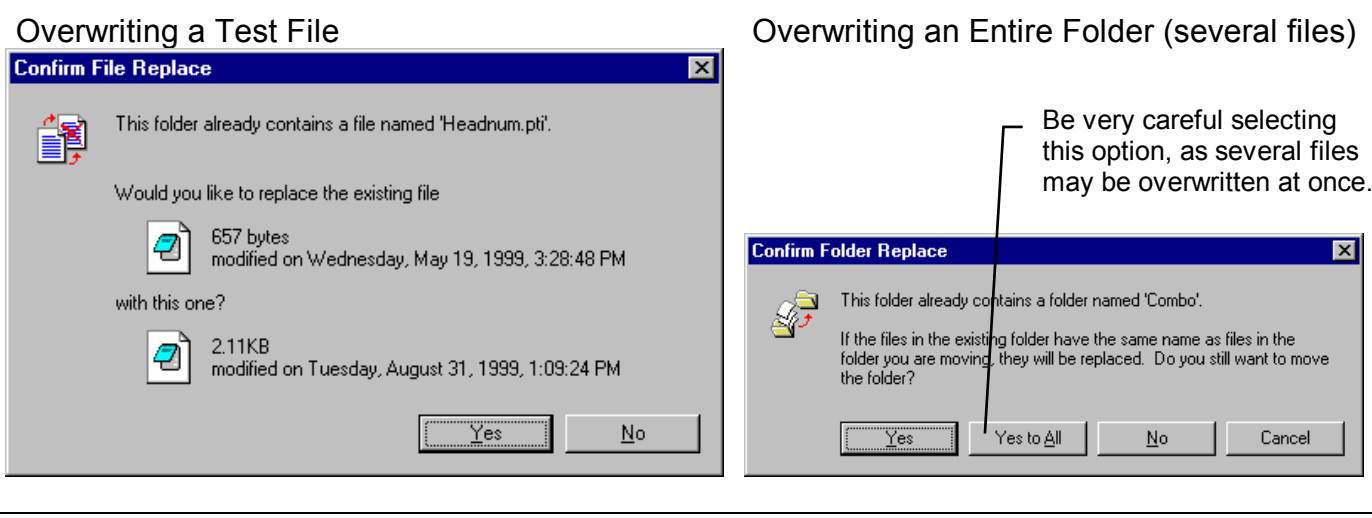 Overwriting a Test File
Confirm File Replace
This folder already contains a file named 'Headnum.pti'.
Would you like to replace the existing file
657 bytes
modified on Wednesday, May 19, 1999, 3:28:48 PM
with this one?
2.11KB
modified on Tuesday, August 31, 1999, 1:09:24 PM
Yes
No
Overwriting an Entire Folder (several files)
Be very careful selecting
this option, as several files
may be overwritten at once.
Confirm Folder Replace
This folder already contains a folder named 'Combo'.
If the files in the existing folder have the same name as files in the
folder you are moving, they will be replaced. Do you still want to move
the folder?
Yes
Yes to All
No
Cancel